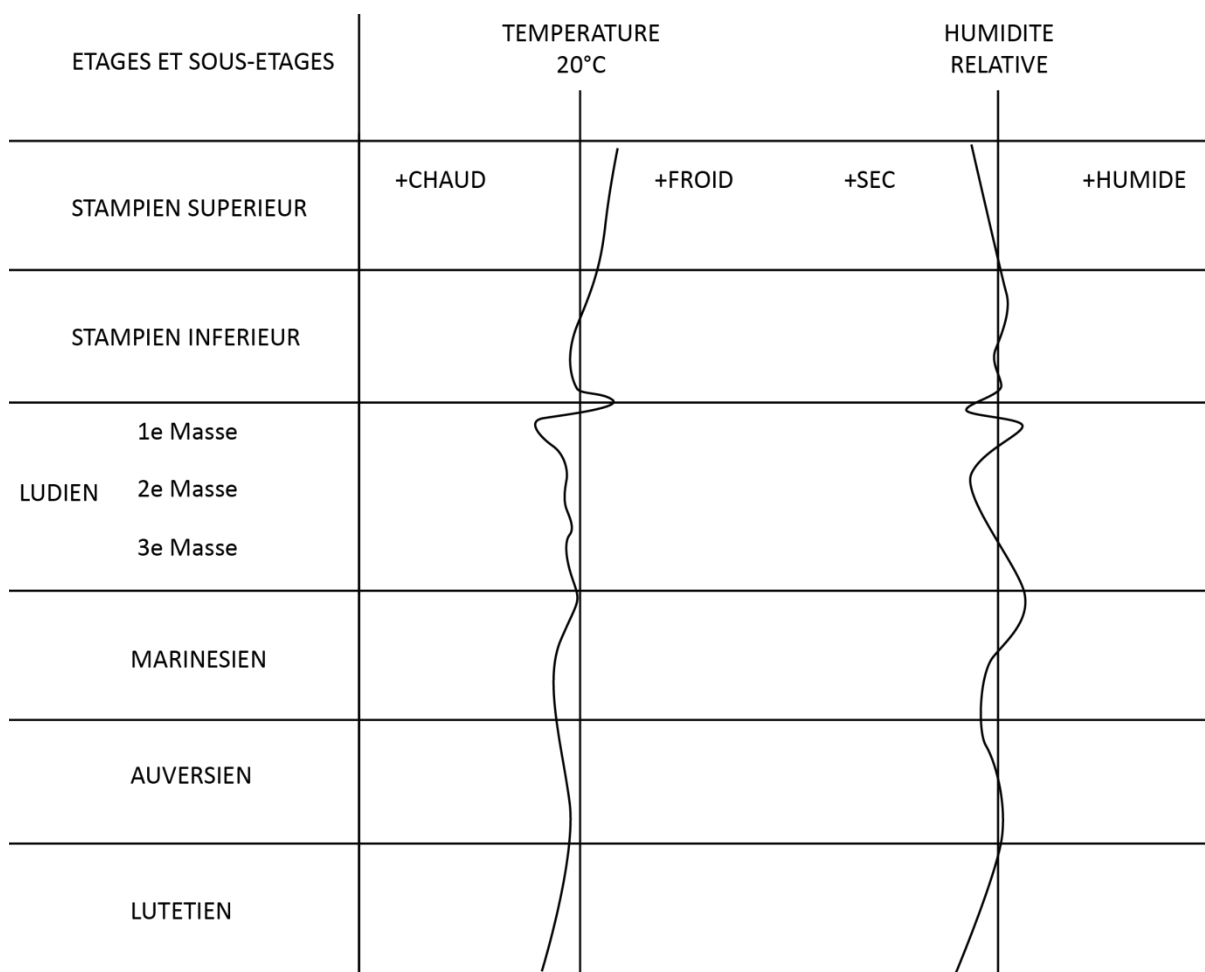 ETAGES ET SOUS-ETAGES
TEMPERATURE
20°C
HUMIDITE
RELATIVE
STAMPIEN SUPERIEUR
+CHAUD
+FROID
+SEC
+HUMIDE
STAMPIEN INFERIEUR
LUDIEN
1e Masse
2e Masse
3e Masse
MARINESIEN
AUVERSIEN
LUTETIEN